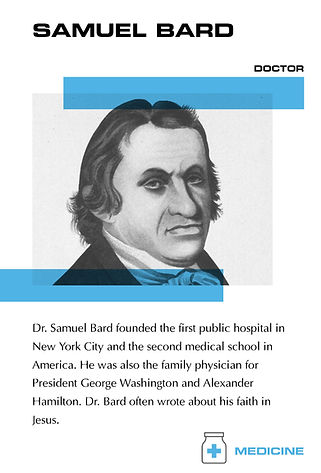 SAMUEL BARD
DOCTOR
Dr. Samuel Bard founded the first public hospital in
New York City and the second medical school in
America. He was also the family physician for
President George Washington and Alexander
Hamilton. Dr. Bard often wrote about his faith in
Jesus.
MEDICINE